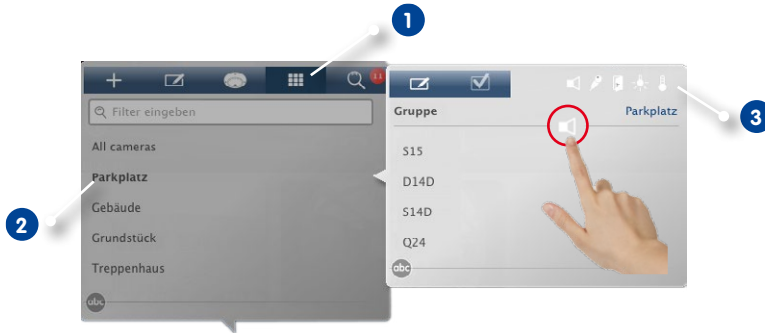 1
11
Filter eingeben
All cameras
Parkplatz
Gebäude
Grundstück
Treppenhaus
abc
2
Gruppe Parkplatz
S15
D14D
S14D
Q24
abc
3